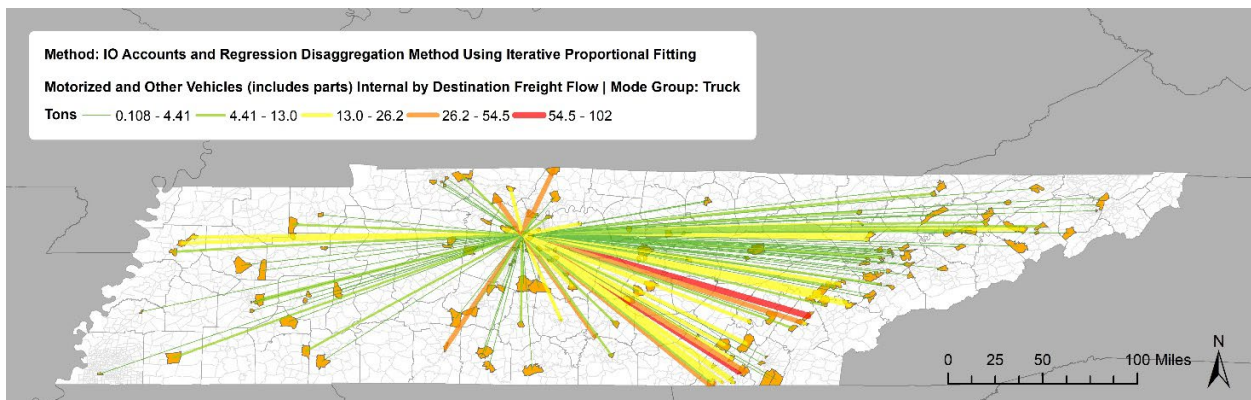 Method: IO Accounts and Regression Disaggregation Method Using Iterative Proportional Fitting
Motorized and Other Vehicles (includes parts) Internal by Destination Freight Flow | Mode Group: Truck
Tons 0.108 - 4.41 4.41 - 13.0 13.0 - 26.2 26.2 - 54.5 54.5 - 102
N
0 25 50 100 Miles